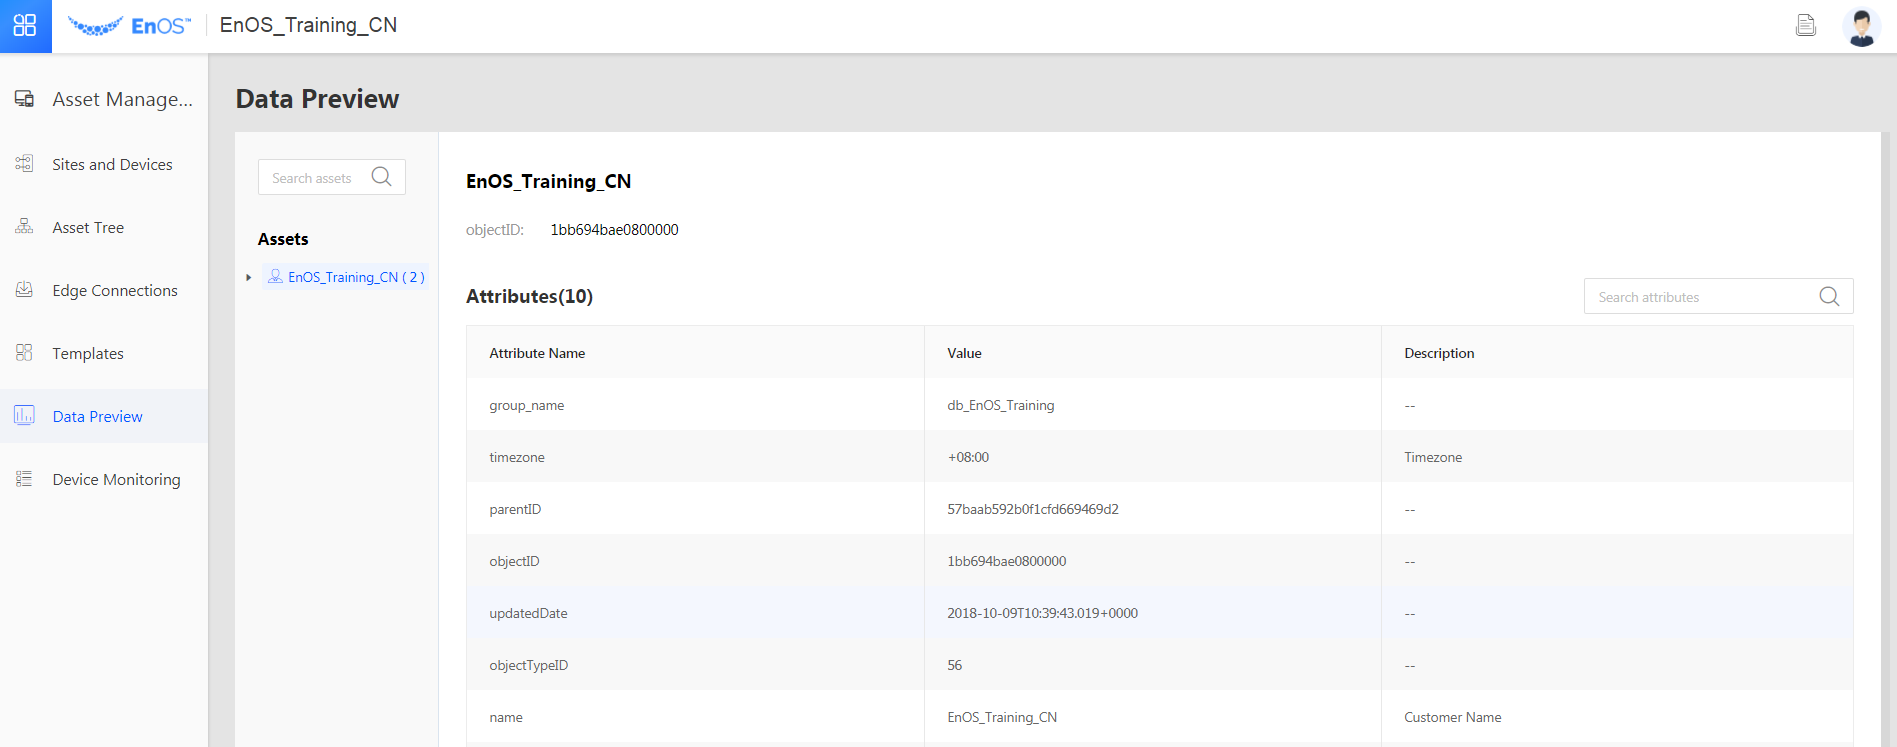 EnOS™ EnOS_Training_CN
Asset Manage...
Sites and Devices
Asset Tree
Edge Connections
Templates
Data Preview
Device Monitoring
Data Preview
Search assets
Assets
EnOS_Training_CN ( 2 )
EnOS_Training_CN
objectID: 1bb694bae0800000
Attributes(10)
Search attributes
Attribute Name Value Description
group_name db_EnOS_Training --
timezone +08:00 Timezone
parentID 57baab592b0f1cfd669469d2 --
objectID 1bb694bae0800000 --
updatedDate 2018-10-09T10:39:43.019+0000 --
objectTypeID 56 --
name EnOS_Training_CN Customer Name